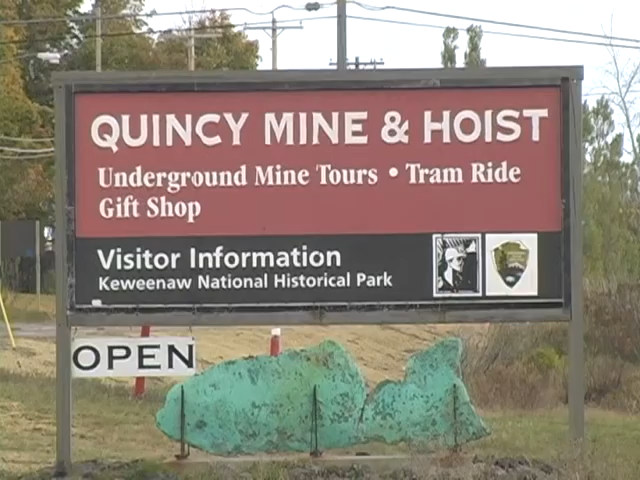 QUINCY MINE & HOIST
Underground Mine Tours • Tram Ride
Gift Shop
Visitor Information
Keweenaw National Historical Park
OPEN